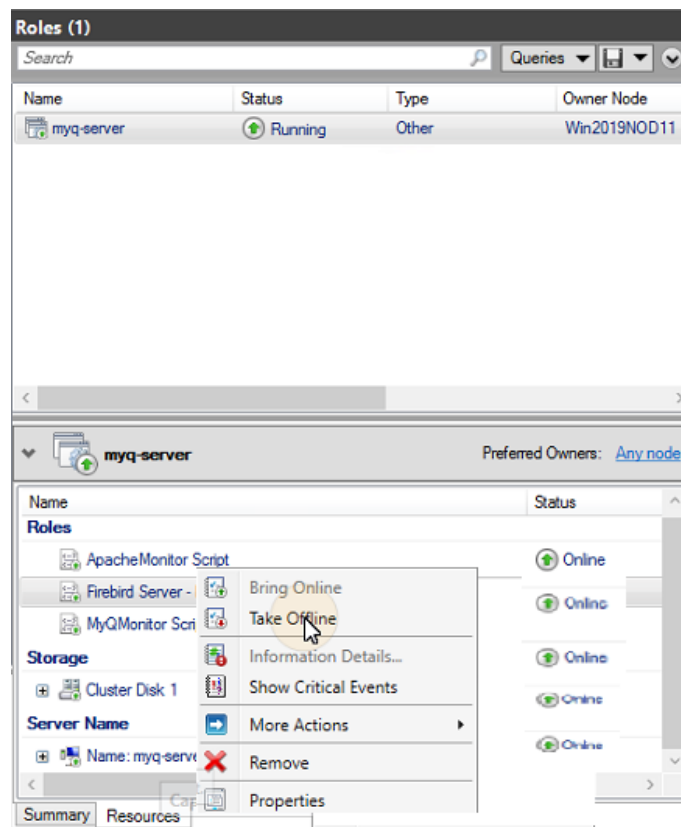 Roles (1)
Search Queries
Name Status Type Owner Node
myq-server Running Other Win2019NOD11
myq-server Preferred Owners: Any node
Name Status
Roles
ApacheMonitor Script Online
Firebird Server - Online
MyQMonitor Scri Online
Storage
Cluster Disk 1 Online
Server Name
Name: myq-serve Online
Bring Online
Take Offline
Information Details...
Show Critical Events
More Actions
Remove
Properties
Summary Resources